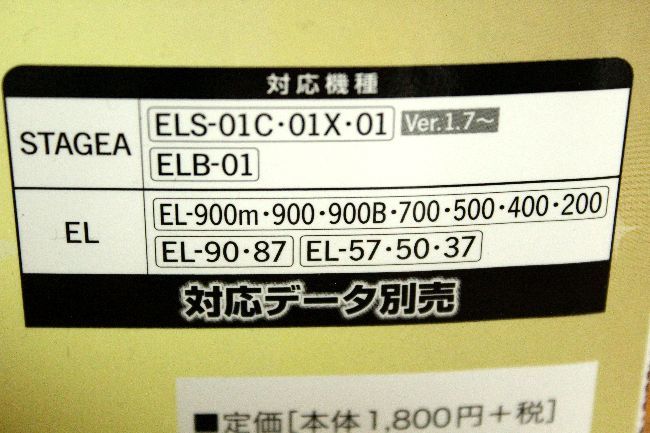 対応機種
STAGEA
ELS-01C・01X・01 Ver.1.7〜
ELB-01
EL
EL-900m・900・900B・700・500・400・200
EL-90・87 EL-57・50・37
対応データ別売
■定価[本体1,800円+税]